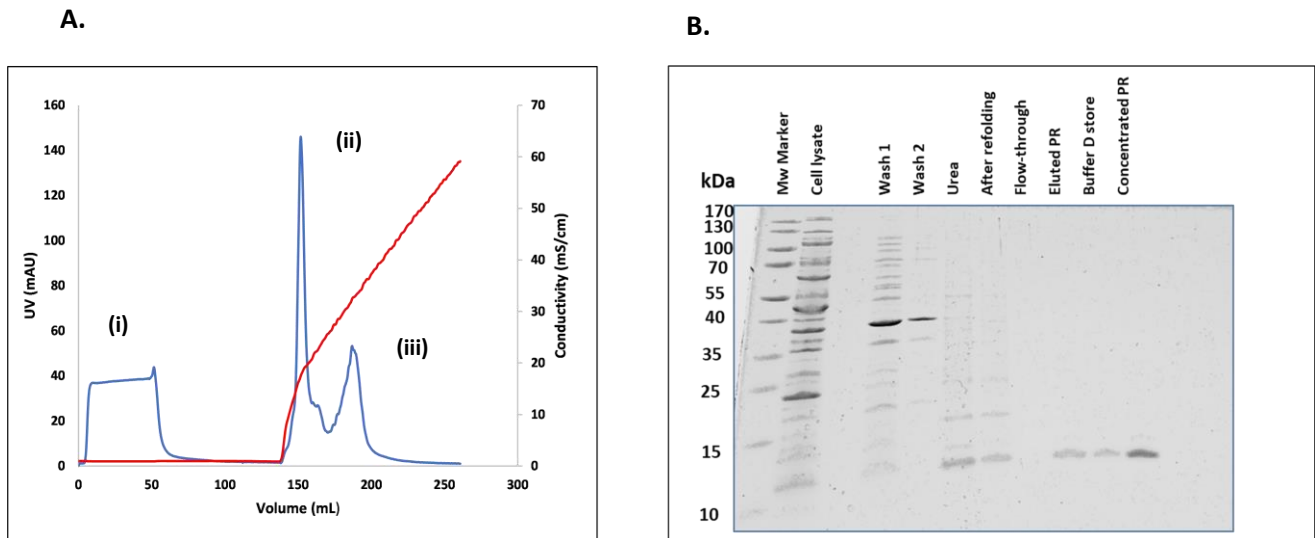 A.
160
140
120
100
80
60
40
20
0
UV (mAU)
70
60
50
40
30
20
10
0
Conductivity (mS/cm)
0 50 100 150 200 250 300
Volume (mL)
(i)
(ii)
(iii)
B.
kDa
Mw Marker
Cell lysate
Wash 1
Wash 2
Urea
After refolding
Flow-through
Eluted PR
Buffer D store
Concentrated PR
170
130
100
70
55
40
35
25
15
10